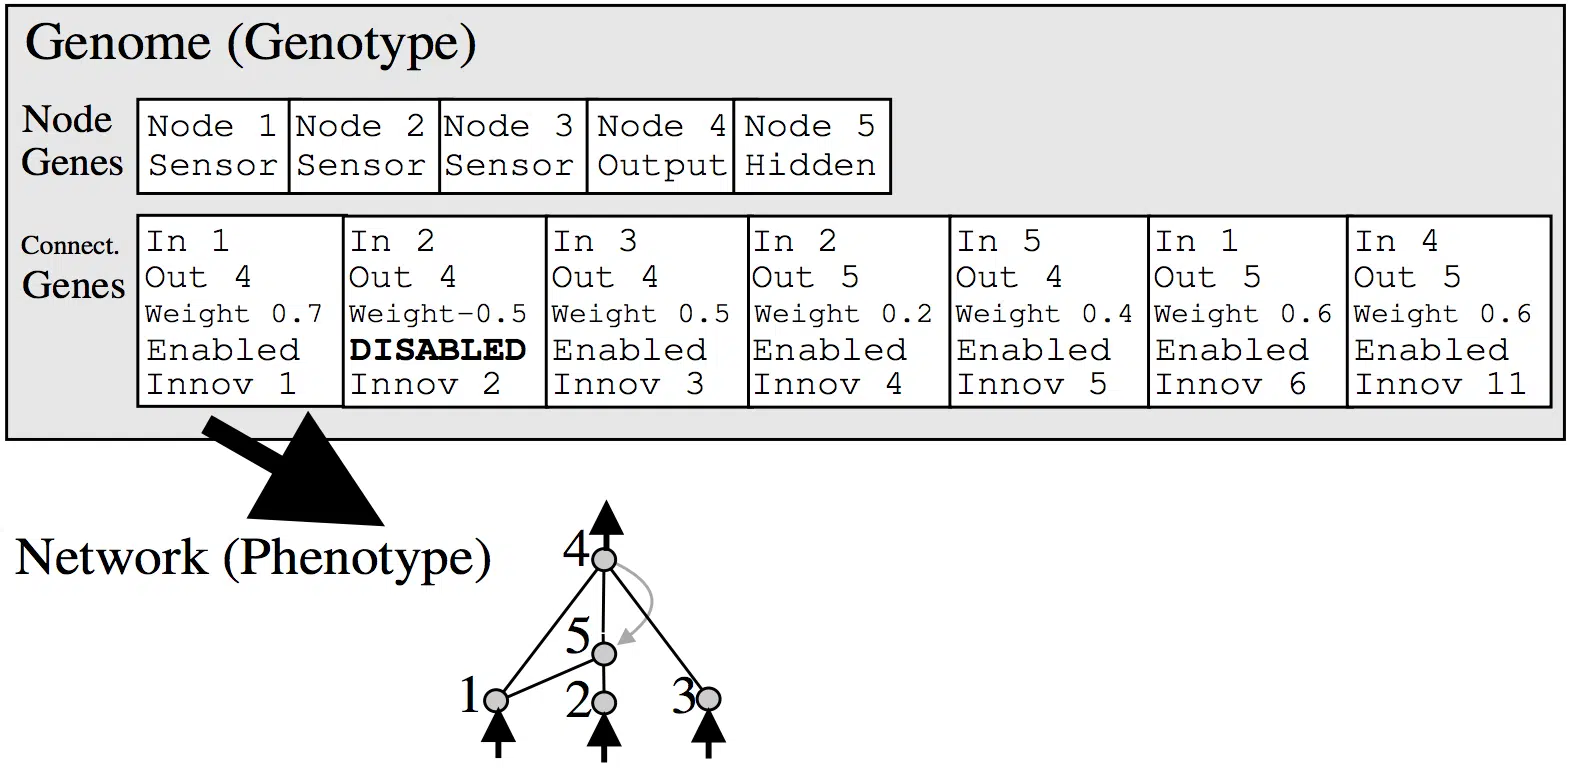 Genome (Genotype)
Node
Genes
Node 1
Sensor
Node 2
Sensor
Node 3
Sensor
Node 4
Output
Node 5
Hidden
Connect.
Genes
In 1
Out 4
Weight 0.7
Enabled
Innov 1
In 2
Out 4
Weight-0.5
DISABLED
Innov 2
In 3
Out 4
Weight 0.5
Enabled
Innov 3
In 2
Out 5
Weight 0.2
Enabled
Innov 4
In 5
Out 4
Weight 0.4
Enabled
Innov 5
In 1
Out 5
Weight 0.6
Enabled
Innov 6
In 4
Out 5
Weight 0.6
Enabled
Innov 11
Network (Phenotype)
4
5
1
2
3